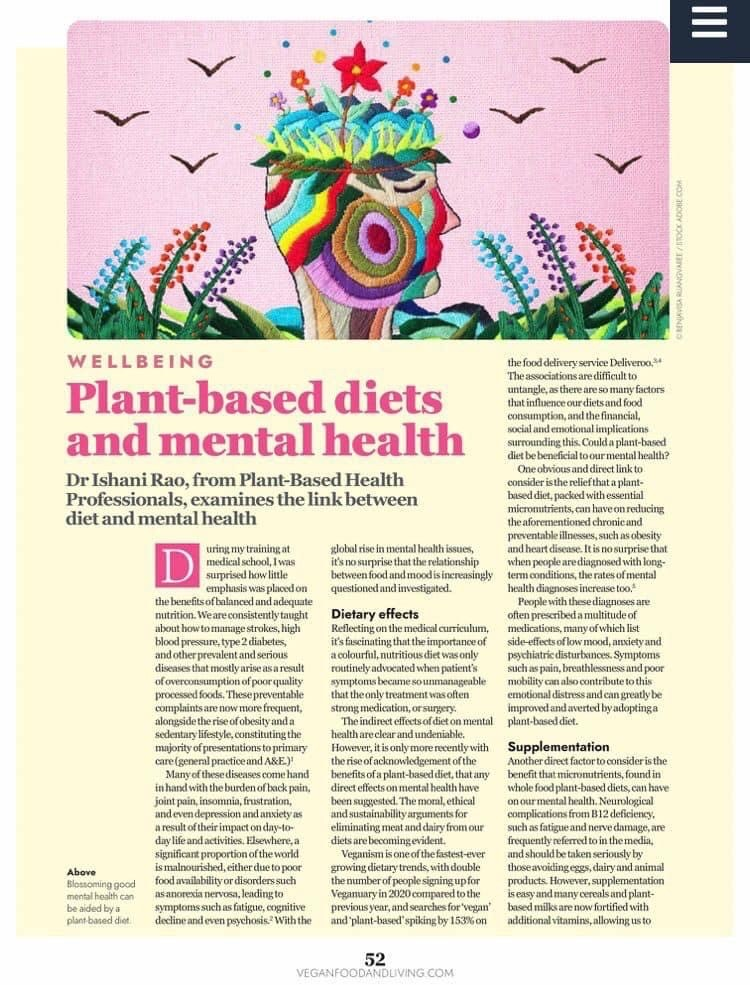 © BENJAVISA RUANGVAREE / STOCK.ADOBE.COM
WELLBEING
Plant-based diets
and mental health
Dr Ishani Rao, from Plant-Based Health
Professionals, examines the link between
diet and mental health
During my training at
medical school, I was
surprised how little
emphasis was placed on
the benefits of balanced and adequate
nutrition. We are consistently taught
about how to manage strokes, high
blood pressure, type 2 diabetes,
and other prevalent and serious
diseases that mostly arise as a result
of overconsumption of poor quality
processed foods. These preventable
complaints are now more frequent,
alongside the rise of obesity and a
sedentary lifestyle, constituting the
majority of presentations to primary
care (general practice and A&E.)¹
Many of these diseases come hand
in hand with the burden of back pain,
joint pain, insomnia, frustration,
and even depression and anxiety as
a result of their impact on day-to-
day life and activities. Elsewhere, a
significant proportion of the world
is malnourished, either due to poor
food availability or disorders such
as anorexia nervosa, leading to
symptoms such as fatigue, cognitive
decline and even psychosis.² With the
global rise in mental health issues,
it's no surprise that the relationship
between food and mood is increasingly
questioned and investigated.
Dietary effects
Reflecting on the medical curriculum,
it's fascinating that the importance of
a colourful, nutritious diet was only
routinely advocated when patient's
symptoms became so unmanageable
that the only treatment was often
strong medication, or surgery.
The indirect effects of diet on mental
health are clear and undeniable.
However, it is only more recently with
the rise of acknowledgement of the
benefits of a plant-based diet, that any
direct effects on mental health have
been suggested. The moral, ethical
and sustainability arguments for
eliminating meat and dairy from our
diets are becoming evident.
Veganism is one of the fastest-ever
growing dietary trends, with double
the number of people signing up for
Veganuary in 2020 compared to the
previous year, and searches for 'vegan'
and 'plant-based' spiking by 153% on
the food delivery service Deliveroo.³,⁴
The associations are difficult to
untangle, as there are so many factors
that influence our diets and food
consumption, and the financial,
social and emotional implications
surrounding this. Could a plant-based
diet be beneficial to our mental health?
One obvious and direct link to
consider is the relief that a plant-
based diet, packed with essential
micronutrients, can have on reducing
the aforementioned chronic and
preventable illnesses, such as obesity
and heart disease. It is no surprise that
when people are diagnosed with long-
term conditions, the rates of mental
health diagnoses increase too.⁵
People with these diagnoses are
often prescribed a multitude of
medications, many of which list
side-effects of low mood, anxiety and
psychiatric disturbances. Symptoms
such as pain, breathlessness and poor
mobility can also contribute to this
emotional distress and can greatly be
improved and averted by adopting a
plant-based diet.
Supplementation
Another direct factor to consider is the
benefit that micronutrients, found in
whole food plant-based diets, can have
on our mental health. Neurological
complications from B12 deficiency,
such as fatigue and nerve damage, are
frequently referred to in the media,
and should be taken seriously by
those avoiding eggs, dairy and animal
products. However, supplementation
is easy and many cereals and plant-
based milks are now fortified with
additional vitamins, allowing us to
Above
Blossoming good
mental health can
be aided by a
plant-based diet.
52
VEGANFOODANDLIVING.COM